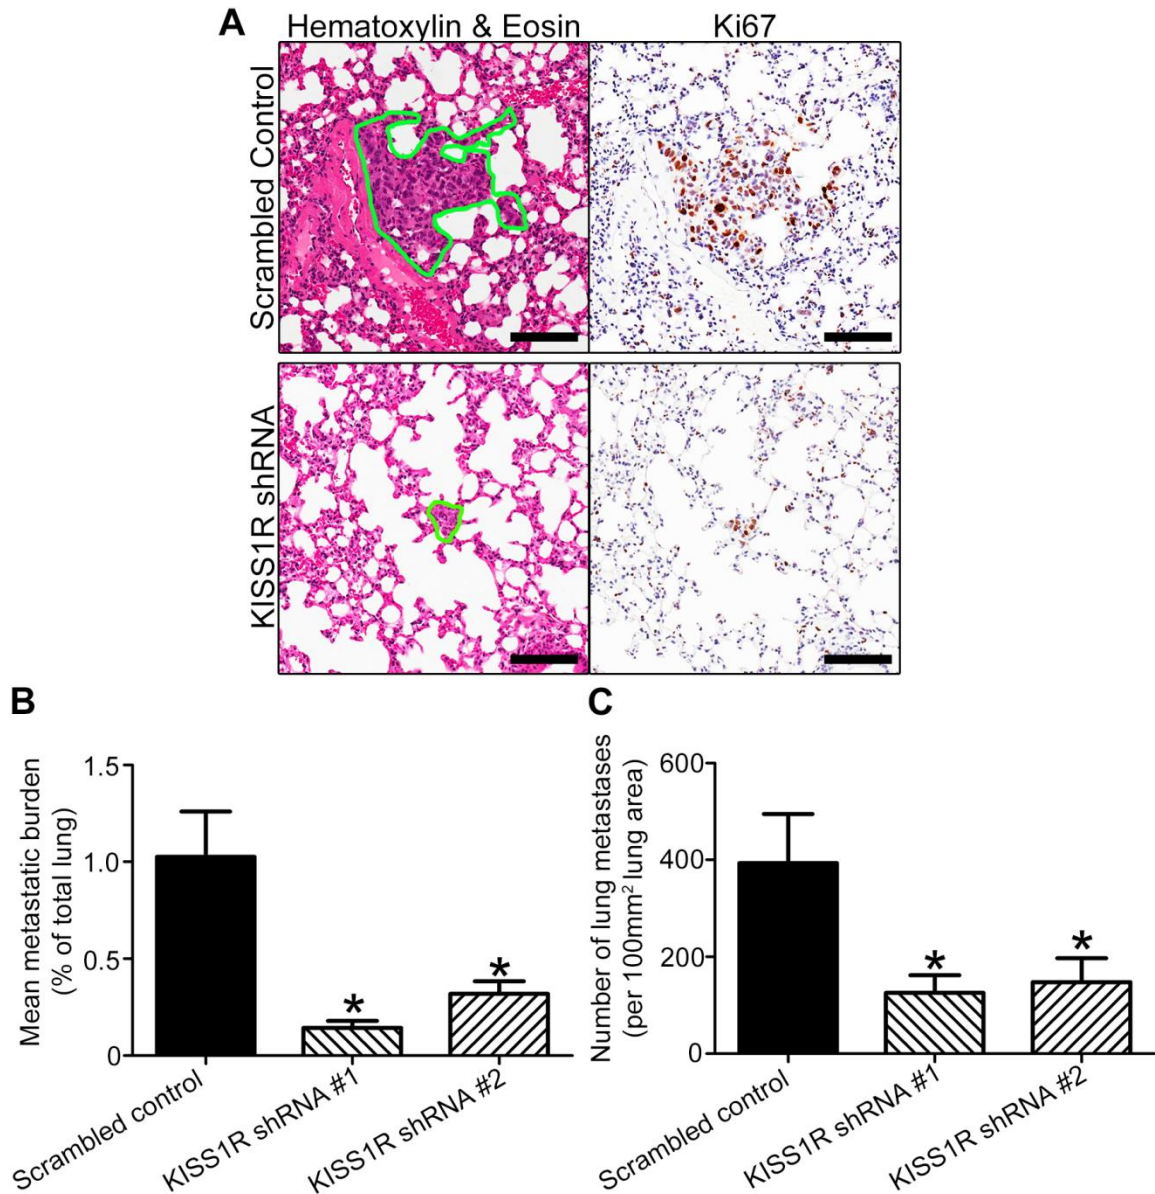 A
Hematoxylin & Eosin
Ki67
Scrambled Control
KISS1R shRNA
B
Mean metastatic burden
(% of total lung)
1.5
1.0
0.5
0
*
*
Scrambled control
KISS1R shRNA #1
KISS1R shRNA #2
C
Number of lung metastases
(per 100mm² lung area)
600
400
200
0
*
*
Scrambled control
KISS1R shRNA #1
KISS1R shRNA #2